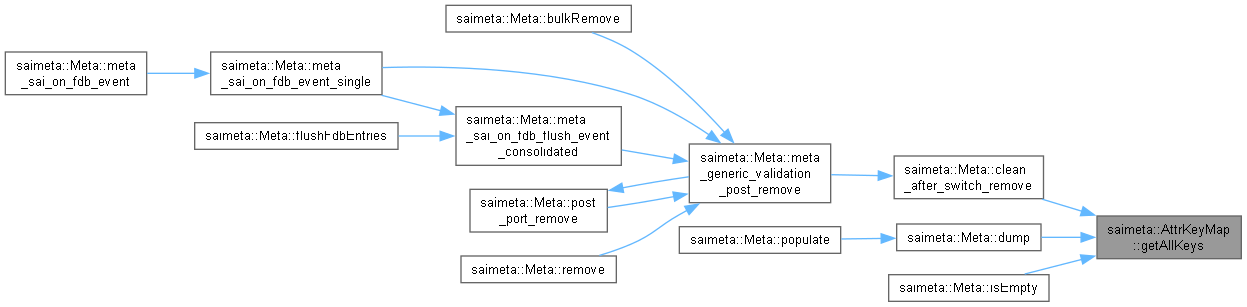 saimeta::Meta::bulkRemove
saimeta::Meta::meta
_sai_on_fdb_event
saimeta::Meta::meta
_sai_on_fdb_event_single
saimeta::Meta::flushFdbEntries
saimeta::Meta::meta
_sai_on_fdb_flush_event
_consolidated
saimeta::Meta::post
_port_remove
saimeta::Meta::remove
saimeta::Meta::meta
_generic_validation
_post_remove
saimeta::Meta::populate
saimeta::Meta::clean
_after_switch_remove
saimeta::Meta::dump
saimeta::Meta::isEmpty
saimeta::AttrKeyMap
::getAllKeys